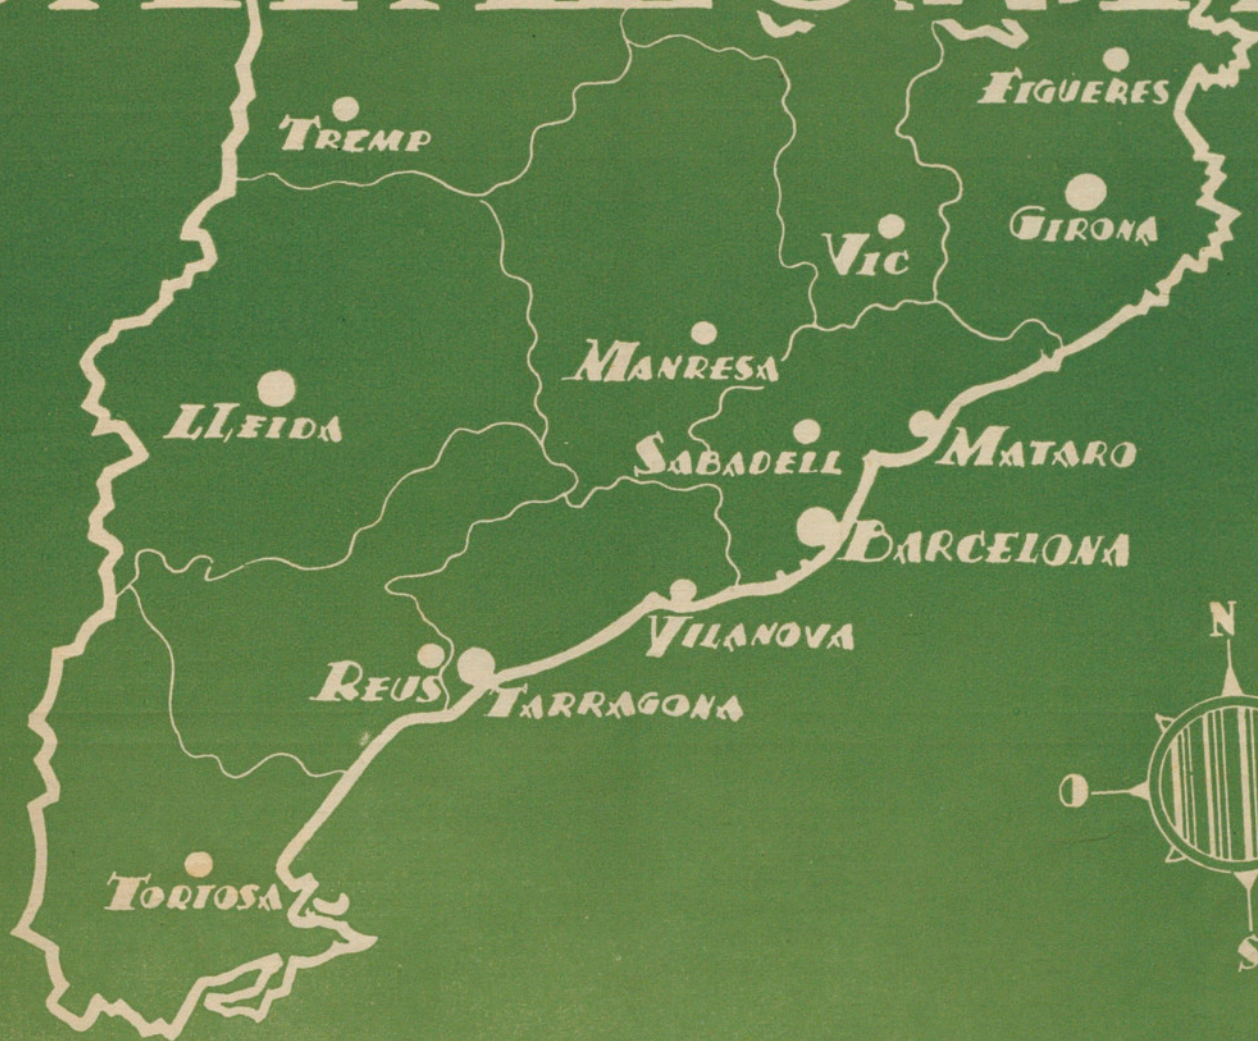 FIGUERES
TREMP
GIRONA
VIC
MANRESA
LLEIDA
SABADELL
MATARO
BARCELONA
N
VILANOVA
REUS
TARRAGONA
TORTOSA
S